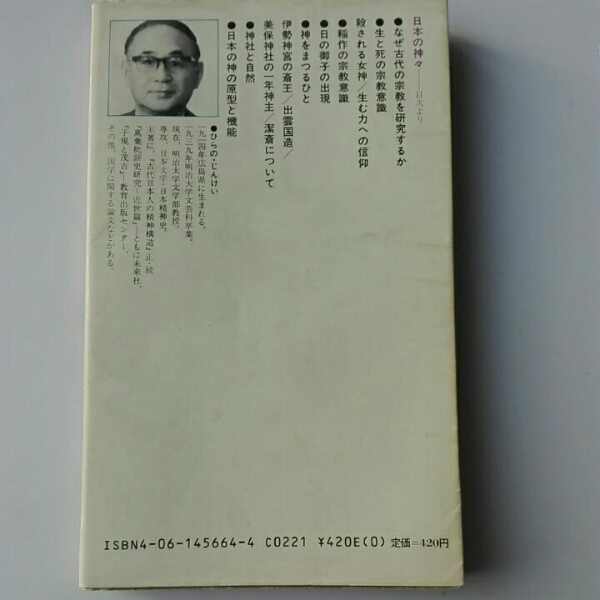 日本の神々——目次より
●なぜ古代の宗教を研究するか
●生と死の宗教意識
殺される女神/生む力への信仰
●稲作の宗教意識
●日の御子の出現
●神をまつるひと
伊勢神宮の斎王/出雲国造/
美保神社の一年神主/潔斎について
●神社と自然
●日本の神の原型と機能
●ひらの・じんけい
一九一四年広島県に生まれる。
一九三九年明治大学文芸科卒業。
現在、明治大学文学部教授。
専攻、日本文学・日本精神史。
主著に、『古代日本人の精神構造』正・続
『萬葉批評史研究—近世篇』—ともに未来社、
『子規と茂吉』—教育出版センター、
その他、国学に関する論文などがある。
ISBN4-06-145664-4 C0221 ¥420E(0) 定価=420円